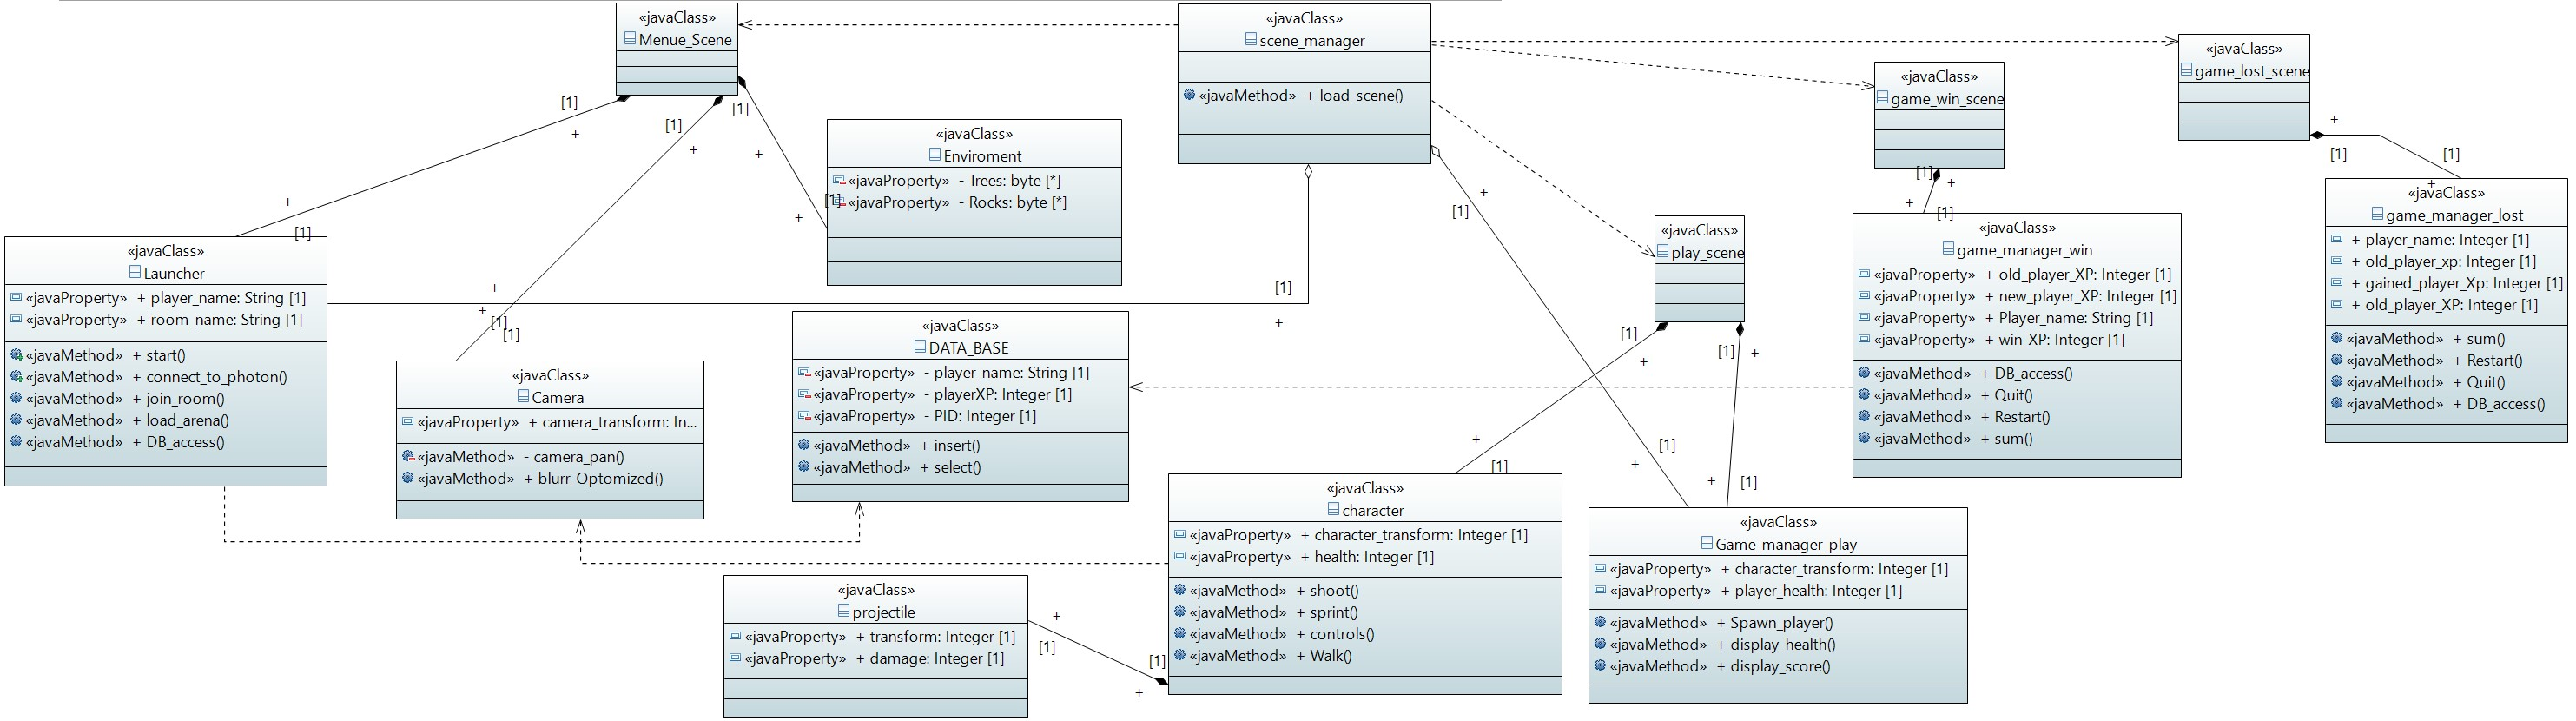 «javaClass»
Menue_Scene
[1]
+
+
[1]
[1]
+
+
[1]
[1]
+
+
[1]
«javaClass»
scene_manager
«javaMethod» + load_scene()
[1]
+
+
[1]
+
[1]
+
[1]
«javaClass»
game_lost_scene
+
[1]
[1]
+
«javaClass»
game_win_scene
[1]
+
+
[1]
«javaClass»
Enviroment
«javaProperty» - Trees: byte [*]
«javaProperty» - Rocks: byte [*]
«javaClass»
play_scene
[1]
+
+
[1]
[1]
+
+
[1]
«javaClass»
game_manager_lost
+ player_name: Integer [1]
+ old_player_xp: Integer [1]
+ gained_player_Xp: Integer [1]
+ old_player_XP: Integer [1]
«javaMethod» + sum()
«javaMethod» + Restart()
«javaMethod» + Quit()
«javaMethod» + DB_access()
«javaClass»
game_manager_win
«javaProperty» + old_player_XP: Integer [1]
«javaProperty» + new_player_XP: Integer [1]
«javaProperty» + Player_name: String [1]
«javaProperty» + win_XP: Integer [1]
«javaMethod» + DB_access()
«javaMethod» + Quit()
«javaMethod» + Restart()
«javaMethod» + sum()
«javaClass»
Launcher
«javaProperty» + player_name: String [1]
«javaProperty» + room_name: String [1]
«javaMethod» + start()
«javaMethod» + connect_to_photon()
«javaMethod» + join_room()
«javaMethod» + load_arena()
«javaMethod» + DB_access()
«javaClass»
Camera
«javaProperty» + camera_transform: In...
«javaMethod» - camera_pan()
«javaMethod» + blurr_Optomized()
«javaClass»
DATA_BASE
«javaProperty» - player_name: String [1]
«javaProperty» - playerXP: Integer [1]
«javaProperty» - PID: Integer [1]
«javaMethod» + insert()
«javaMethod» + select()
«javaClass»
character
«javaProperty» + character_transform: Integer [1]
«javaProperty» + health: Integer [1]
«javaMethod» + shoot()
«javaMethod» + sprint()
«javaMethod» + controls()
«javaMethod» + Walk()
[1]
+
+
[1]
«javaClass»
Game_manager_play
«javaProperty» + character_transform: Integer [1]
«javaProperty» + player_health: Integer [1]
«javaMethod» + Spawn_player()
«javaMethod» + display_health()
«javaMethod» + display_score()
«javaClass»
projectile
«javaProperty» + transform: Integer [1]
«javaProperty» + damage: Integer [1]